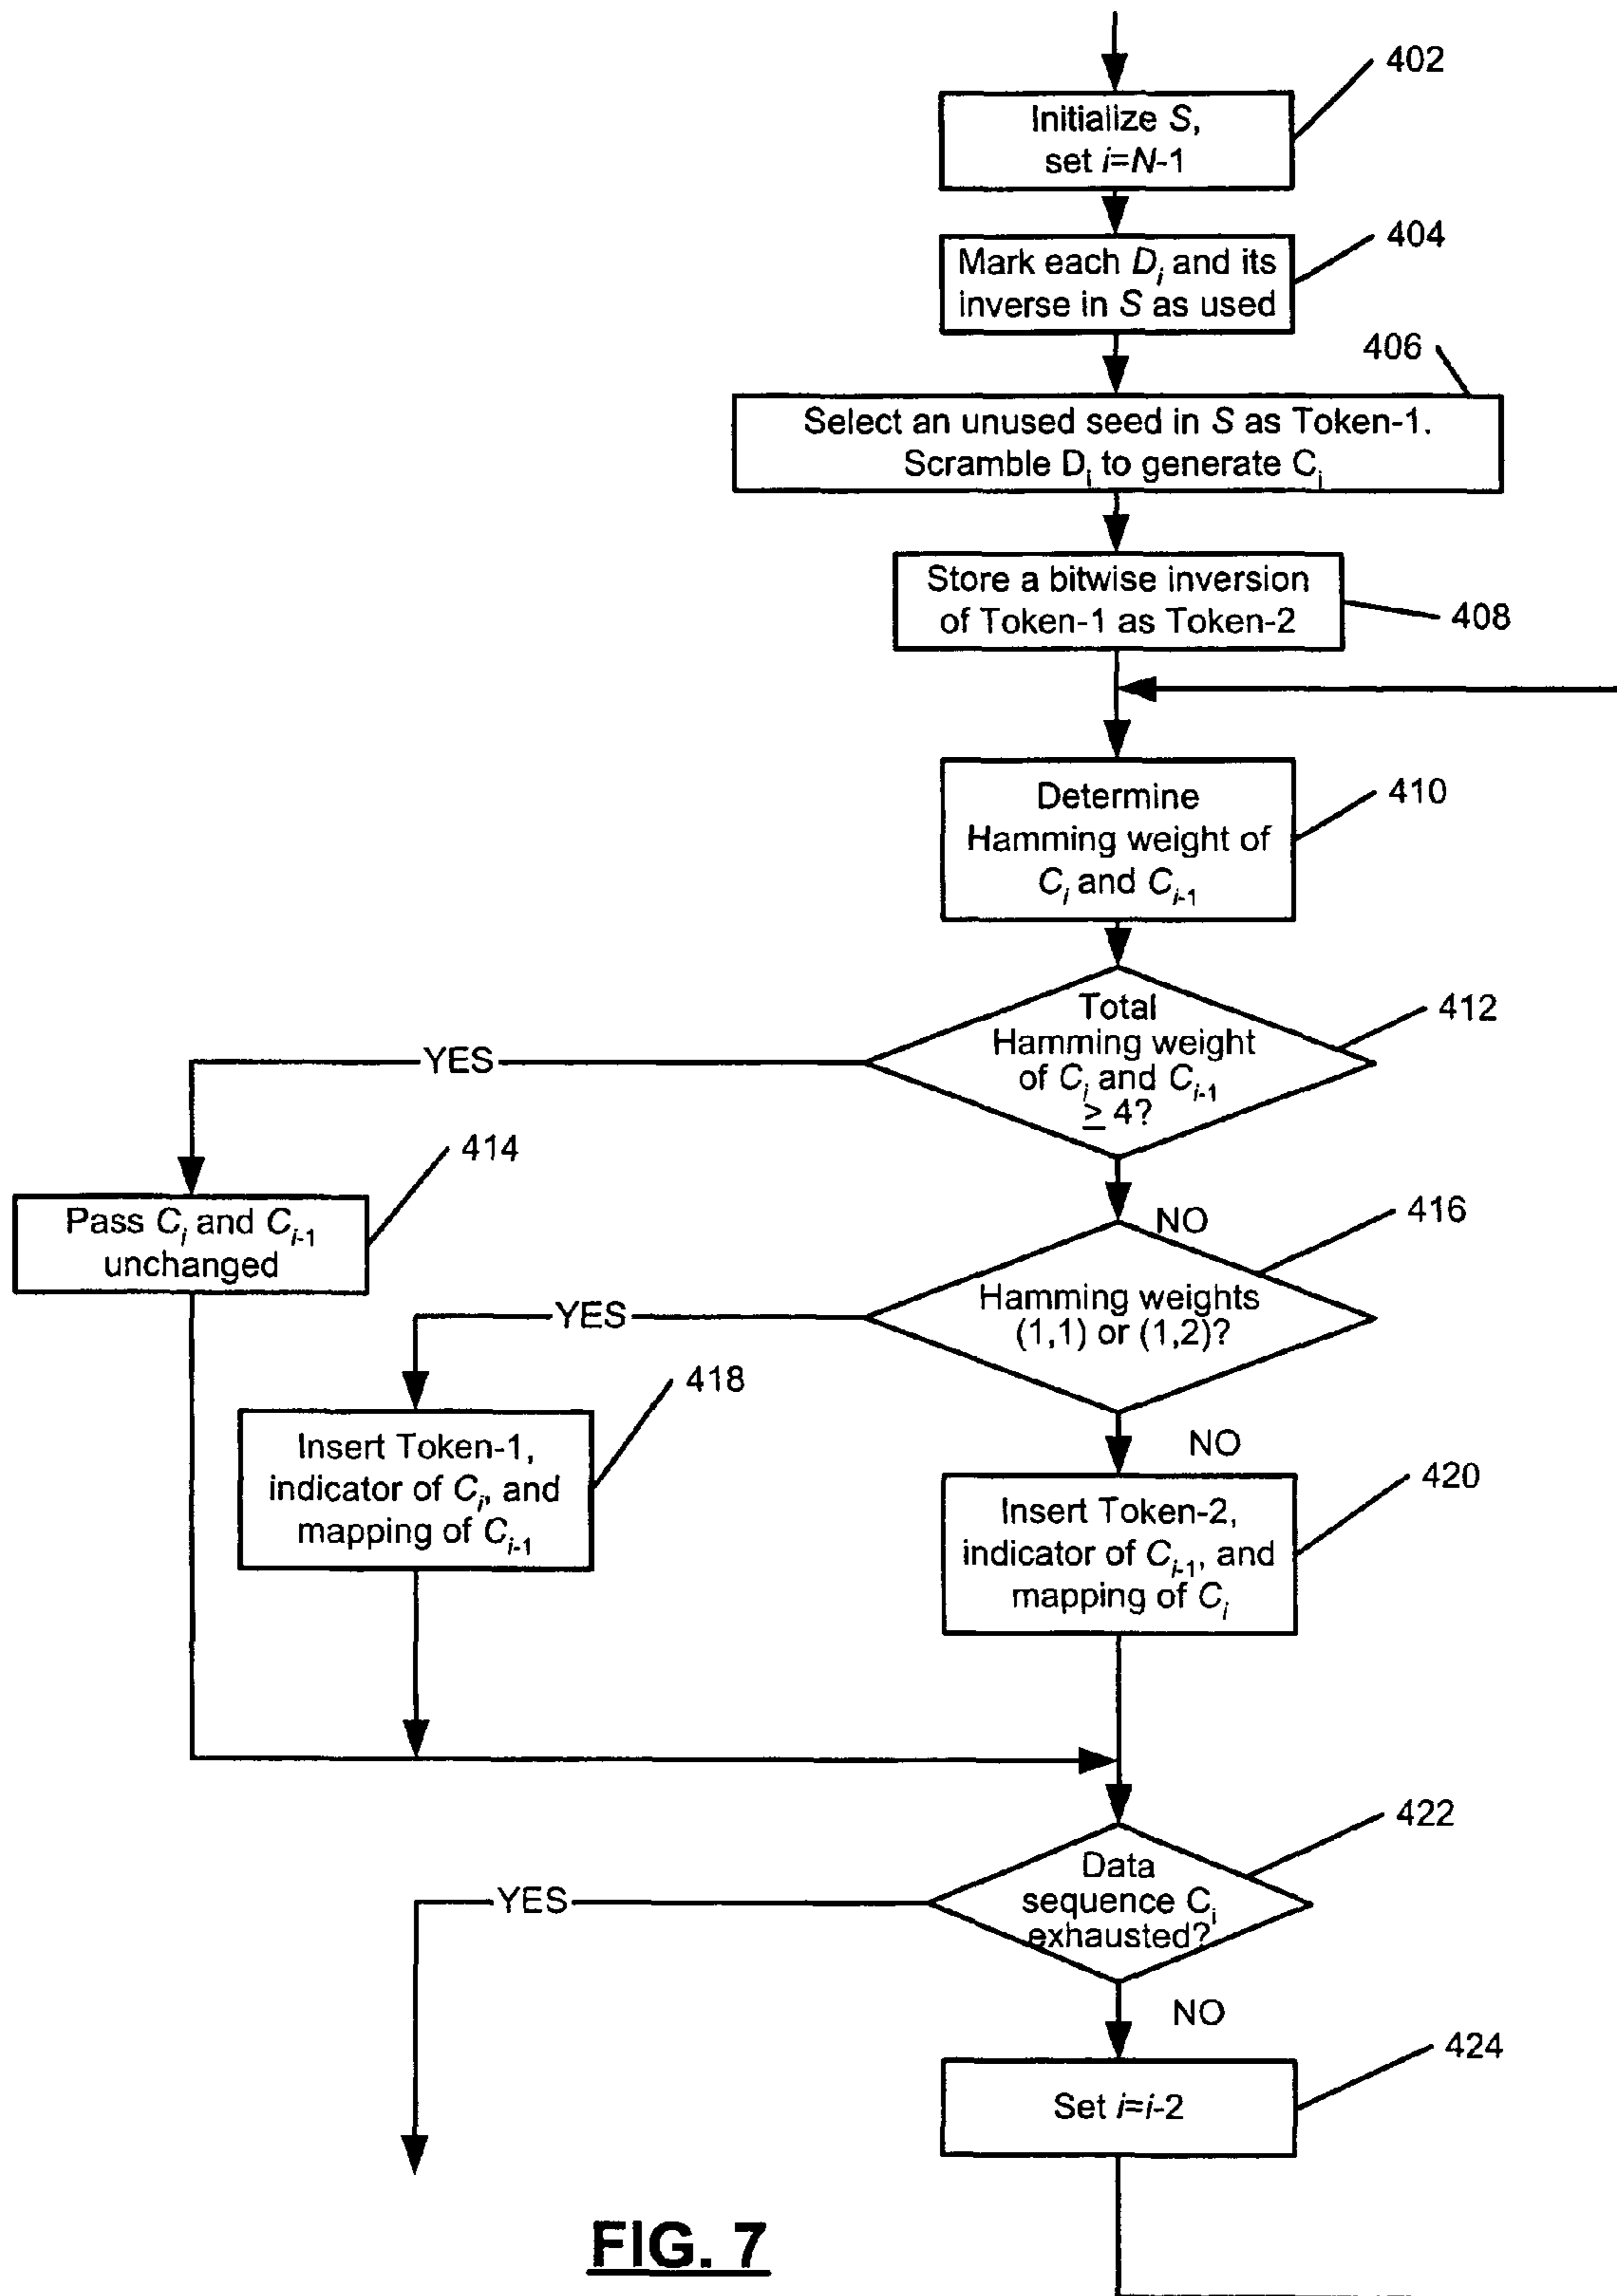 402
Initialize S,
set i=N-1
404
Mark each Di and its
inverse in S as used
406
Select an unused seed in S as Token-1.
Scramble Di to generate Ci
Store a bitwise inversion
of Token-1 as Token-2
408
Determine
Hamming weight of
Ci and Ci-1
410
Total
Hamming weight
of Ci and Ci-1
≥ 4?
412
YES
414
Pass Ci and Ci-1
unchanged
NO
416
Hamming weights
(1,1) or (1,2)?
YES
418
Insert Token-1,
indicator of Ci, and
mapping of Ci-1
NO
420
Insert Token-2,
indicator of Ci-1, and
mapping of Ci
422
Data
sequence Ci
exhausted?
YES
NO
424
Set i=i-2
FIG. 7